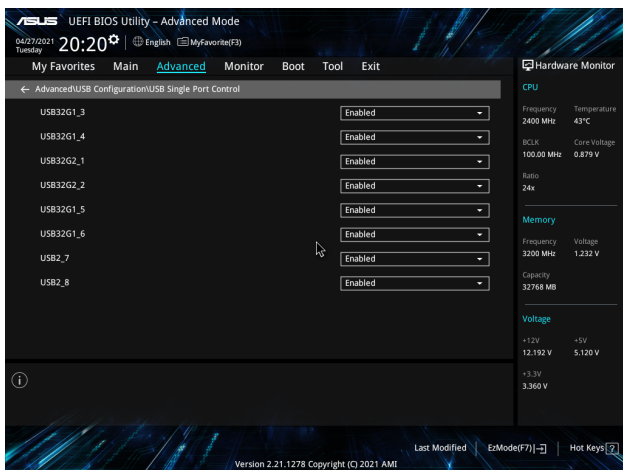 ASUS UEFI BIOS Utility – Advanced Mode
04/27/2021 Tuesday 20:20 English MyFavorite(F3)
My Favorites Main Advanced Monitor Boot Tool Exit
← Advanced\USB Configuration\USB Single Port Control
USB32G1_3 Enabled
USB32G1_4 Enabled
USB32G2_1 Enabled
USB32G2_2 Enabled
USB32G1_5 Enabled
USB32G1_6 Enabled
USB2_7 Enabled
USB2_8 Enabled
Hardware Monitor
CPU
Frequency Temperature
2400 MHz 43°C
BCLK Core Voltage
100.00 MHz 0.879 V
Ratio
24x
Memory
Frequency Voltage
3200 MHz 1.232 V
Capacity
32768 MB
Voltage
+12V +5V
12.192 V 5.120 V
+3.3V
3.360 V
Last Modified EzMode(F7) Hot Keys ?
Version 2.21.1278 Copyright (C) 2021 AMI